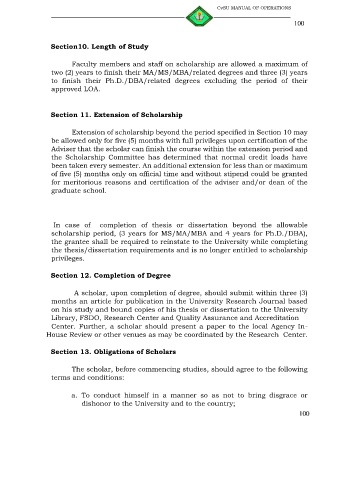 CvSU MANUAL OF OPERATIONS
100
Section10. Length of Study
Faculty members and staff on scholarship are allowed a maximum of
two (2) years to finish their MA/MS/MBA/related degrees and three (3) years
to finish their Ph.D./DBA/related degrees excluding the period of their
approved LOA.
Section 11. Extension of Scholarship
Extension of scholarship beyond the period specified in Section 10 may
be allowed only for five (5) months with full privileges upon certification of the
Adviser that the scholar can finish the course within the extension period and
the Scholarship Committee has determined that normal credit loads have
been taken every semester. An additional extension for less than or maximum
of five (5) months only on official time and without stipend could be granted
for meritorious reasons and certification of the adviser and/or dean of the
graduate school.
In case of completion of thesis or dissertation beyond the allowable
scholarship period, (3 years for MS/MA/MBA and 4 years for Ph.D./DBA),
the grantee shall be required to reinstate to the University while completing
the thesis/dissertation requirements and is no longer entitled to scholarship
privileges.
Section 12. Completion of Degree
A scholar, upon completion of degree, should submit within three (3)
months an article for publication in the University Research Journal based
on his study and bound copies of his thesis or dissertation to the University
Library, FSDO, Research Center and Quality Assurance and Accreditation
Center. Further, a scholar should present a paper to the local Agency In-
House Review or other venues as may be coordinated by the Research Center.
Section 13. Obligations of Scholars
The scholar, before commencing studies, should agree to the following
terms and conditions:
a. To conduct himself in a manner so as not to bring disgrace or
dishonor to the University and to the country;
100